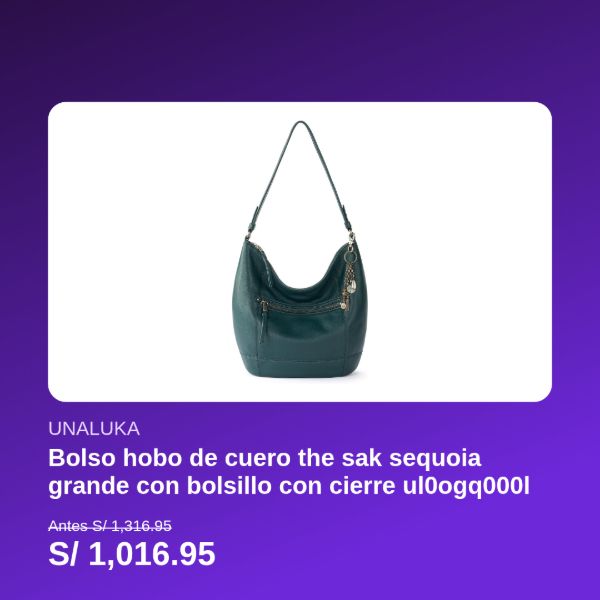 UNALUKA
Bolso hobo de cuero the sak sequoia
grande con bolsillo con cierre ul0ogq000l
Antes S/ 1,316.95
S/ 1,016.95